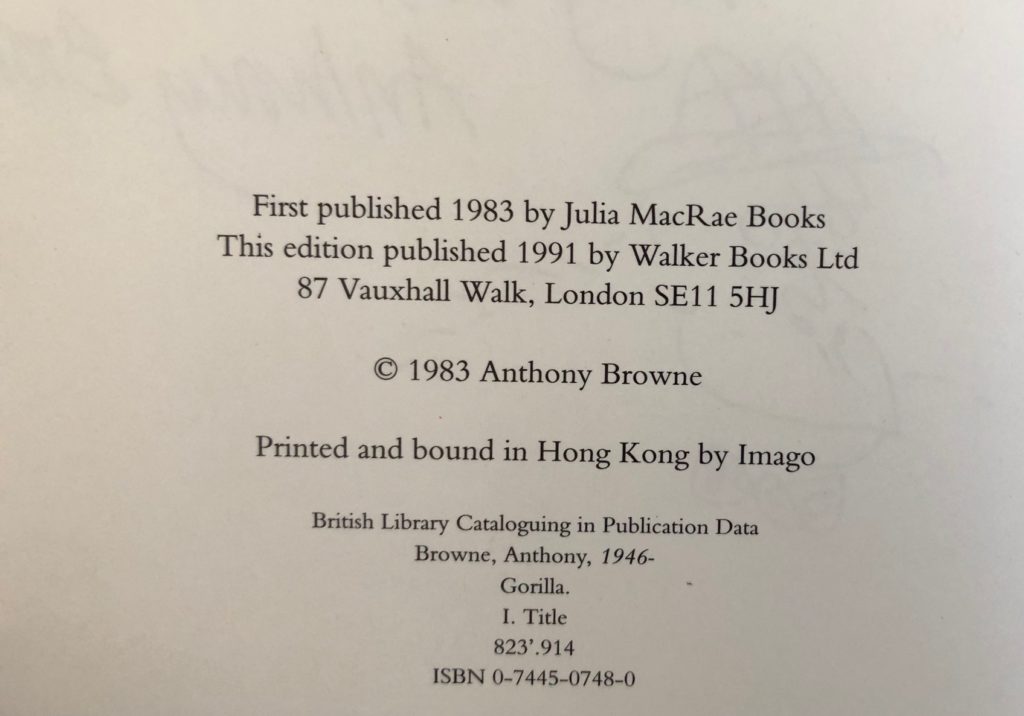 First published 1983 by Julia MacRae Books
This edition published 1991 by Walker Books Ltd
87 Vauxhall Walk, London SE11 5HJ
© 1983 Anthony Browne
Printed and bound in Hong Kong by Imago
British Library Cataloguing in Publication Data
Browne, Anthony, 1946-
Gorilla.
I. Title
823'.914
ISBN 0-7445-0748-0